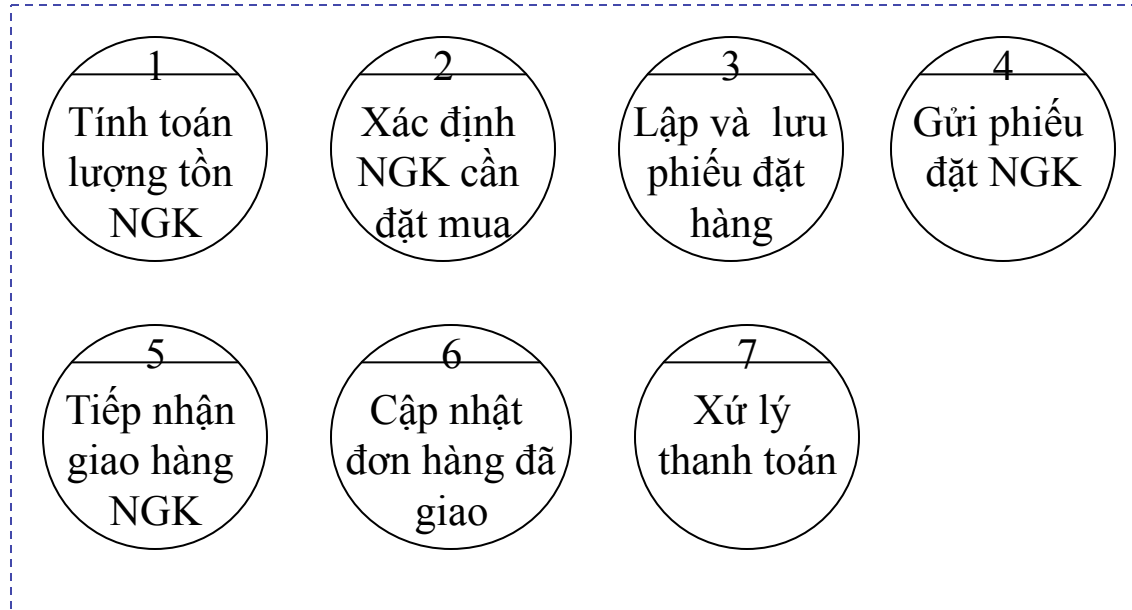 1
Tính toán
lượng tồn
NGK
2
Xác định
NGK cần
đặt mua
3
Lập và lưu
phiếu đặt
hàng
4
Gửi phiếu
đặt NGK
5
Tiếp nhận
giao hàng
NGK
6
Cập nhật
đơn hàng đã
giao
7
Xứ lý
thanh toán